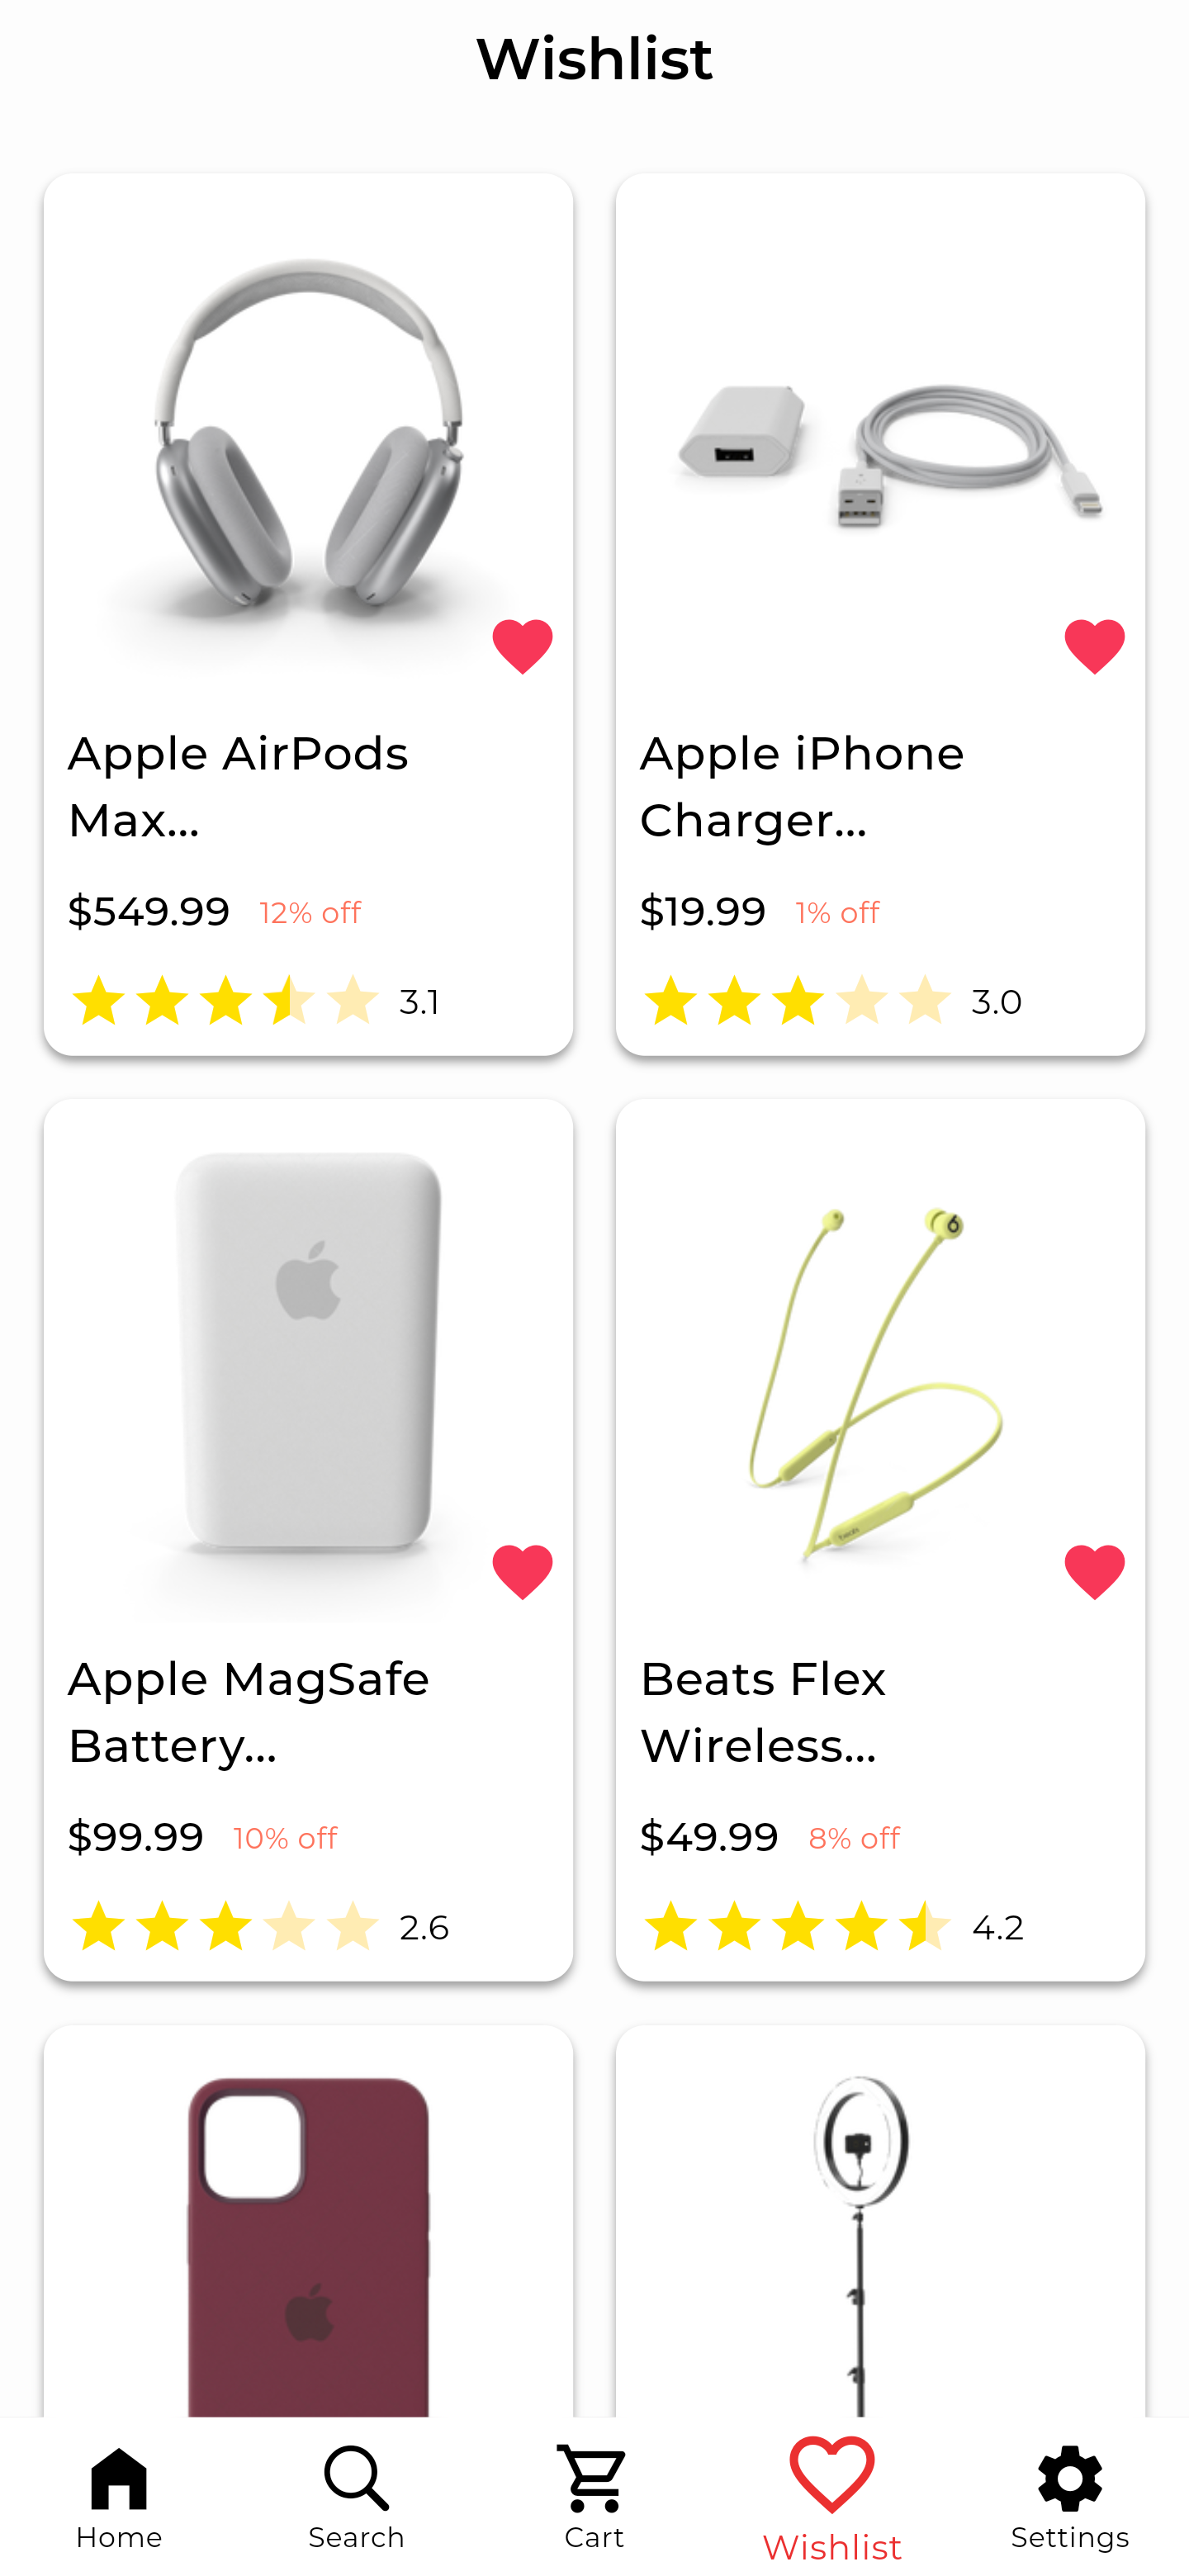 Wishlist
Apple AirPods
Max...
$549.99 12% off
3.1
Apple iPhone
Charger...
$19.99 1% off
3.0
Apple MagSafe
Battery...
$99.99 10% off
2.6
beats
Beats Flex
Wireless...
$49.99 8% off
4.2
Home
Search
Cart
Wishlist
Settings